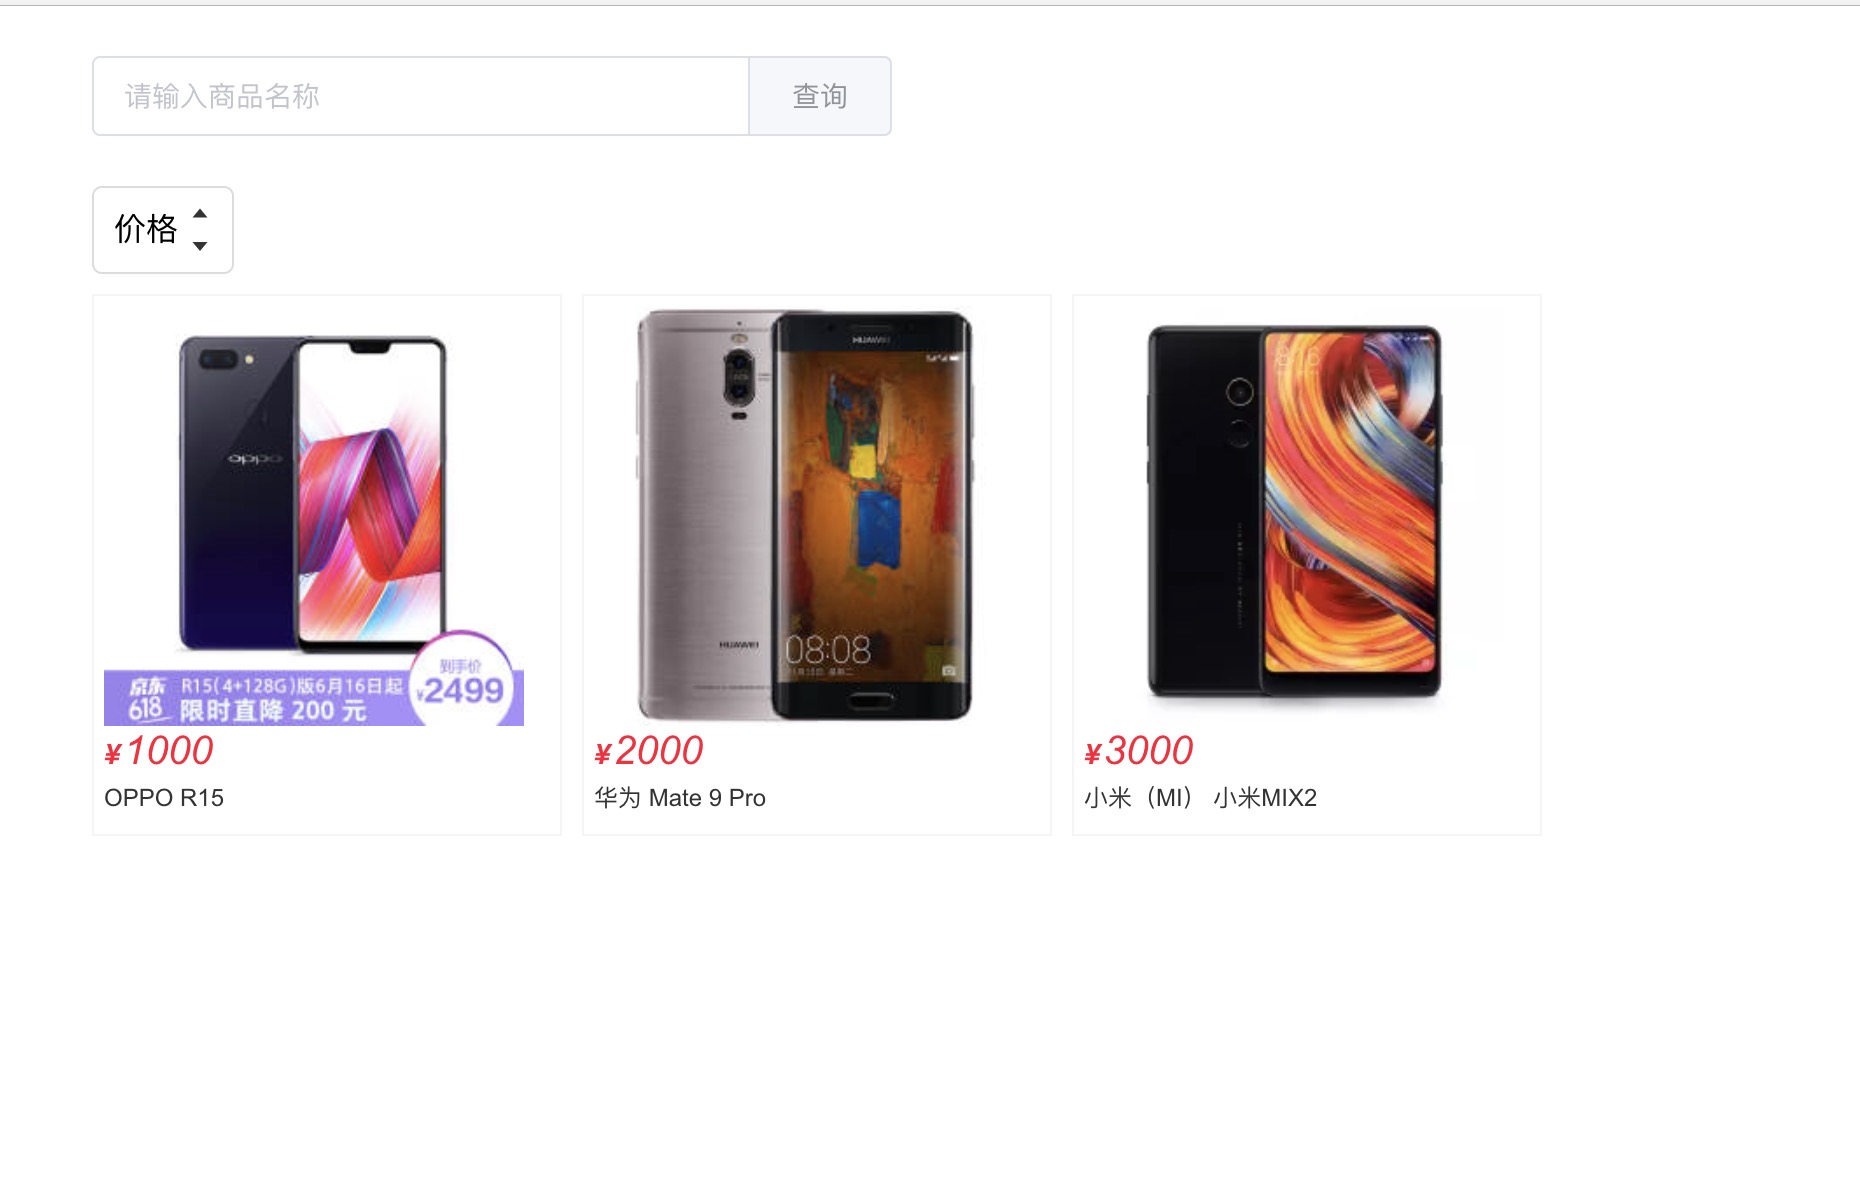 请输入商品名称 查询
价格
oppo
京东 618
R15(4+128G)版6月16日起
限时直降 200 元
到手价
¥2499
¥1000
OPPO R15
HUAWEI
HUAWEI
08:08
¥2000
华为 Mate 9 Pro
¥3000
小米（MI） 小米MIX2